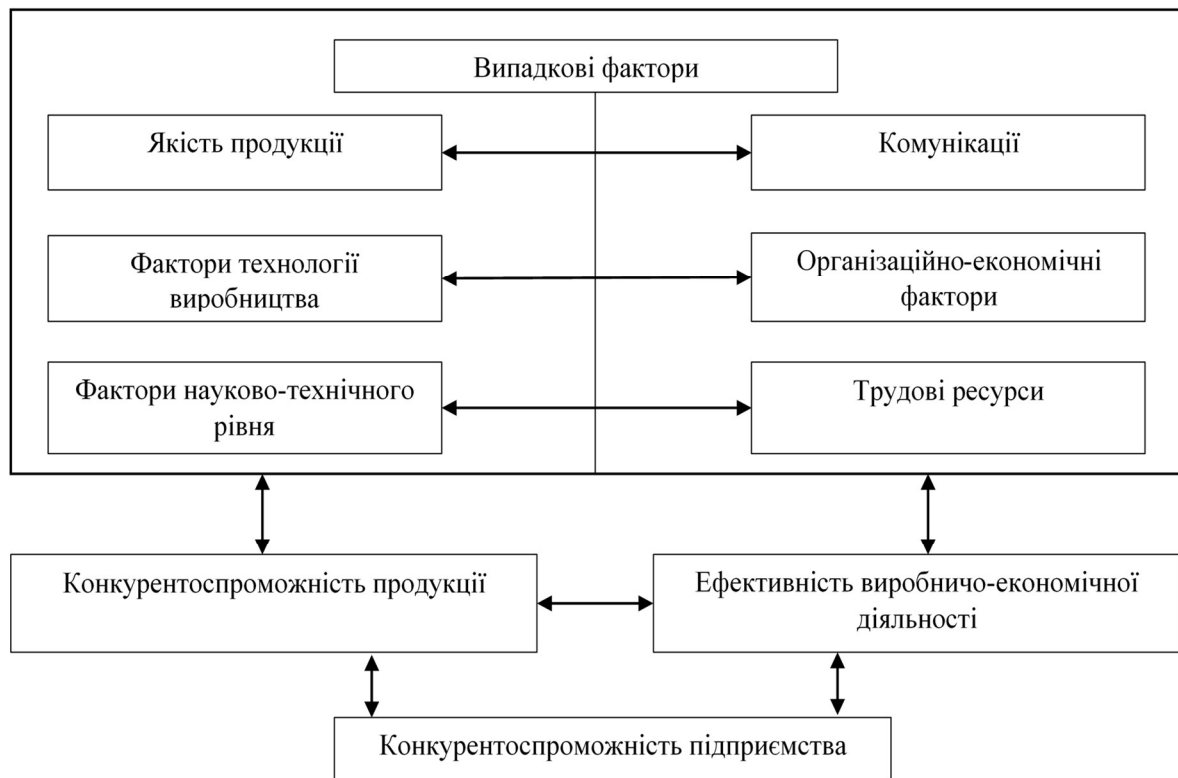 Випадкові фактори
Якість продукції
Комунікації
Фактори технології
виробництва
Організаційно-економічні
фактори
Фактори науково-технічного
рівня
Трудові ресурси
Конкурентоспроможність продукції
Ефективність виробничо-економічної
діяльності
Конкурентоспроможність підприємства